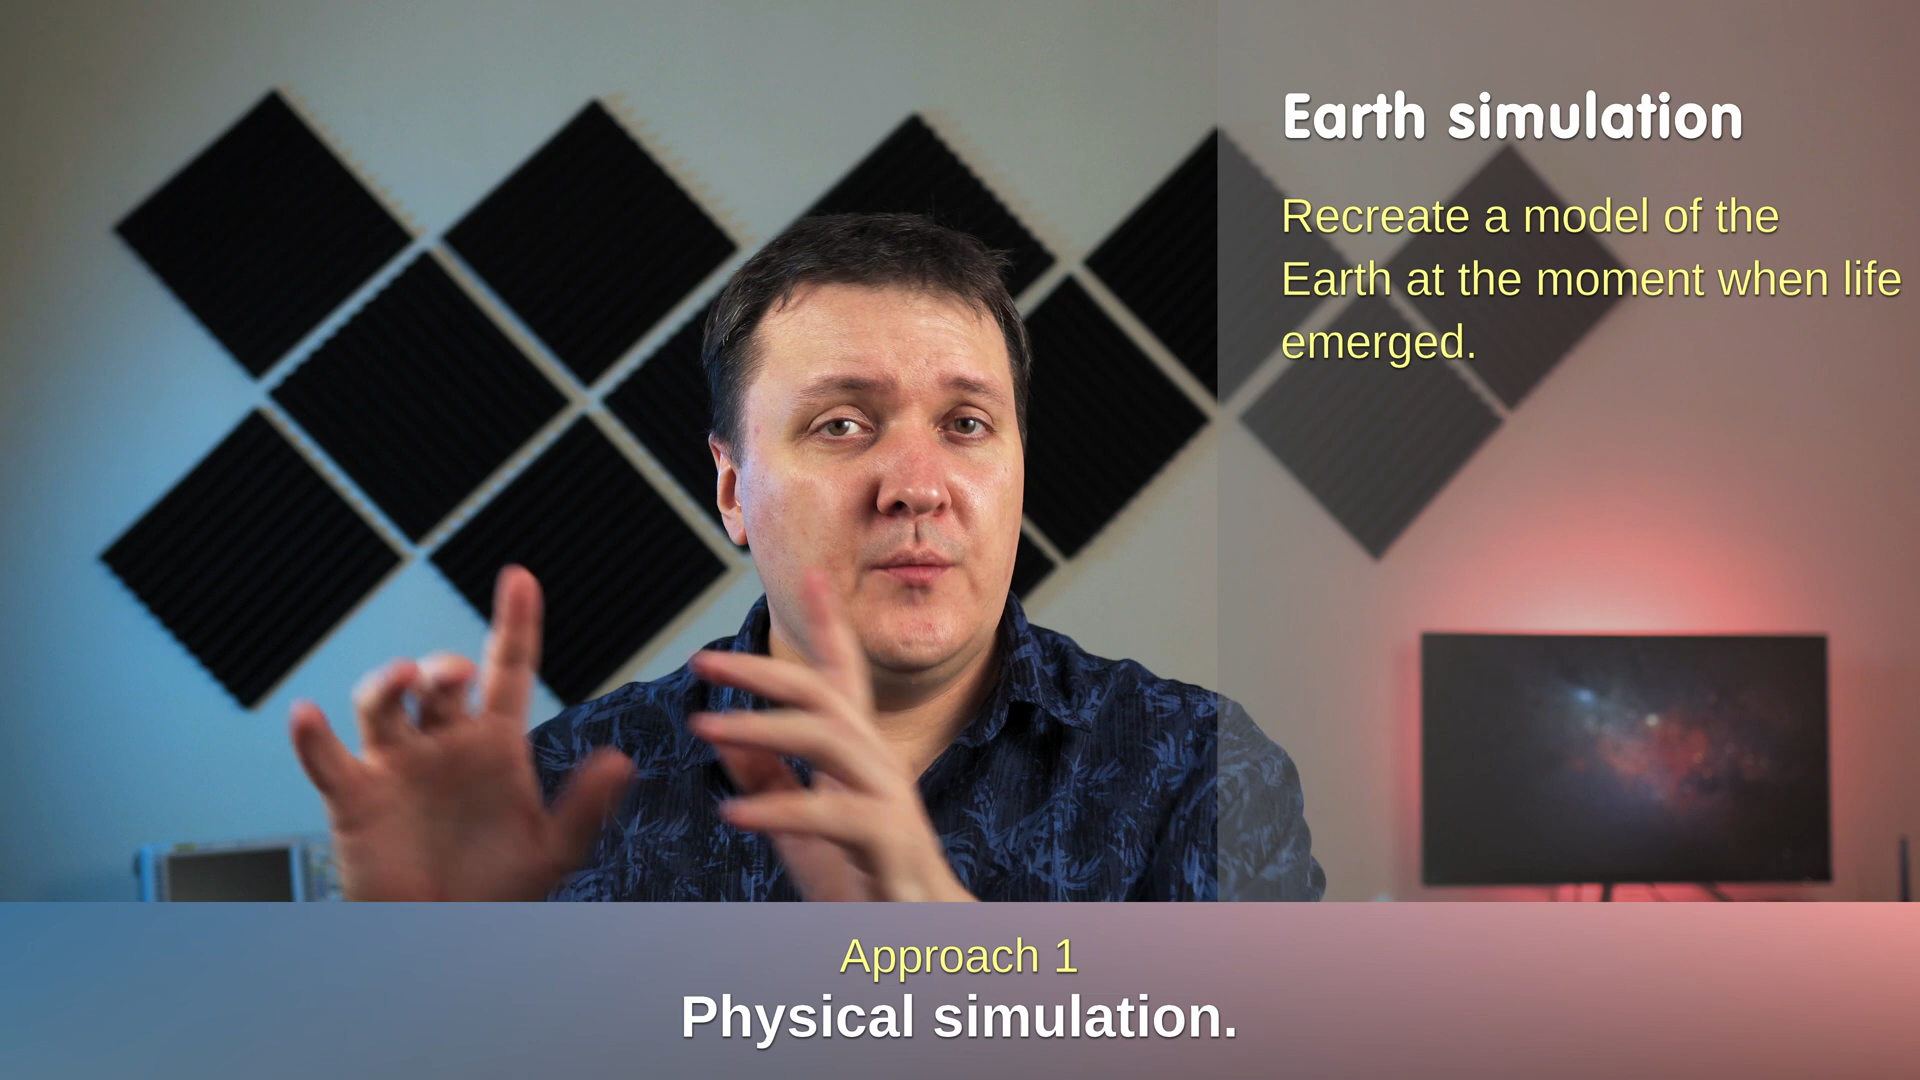 Earth simulation
Recreate a model of the
Earth at the moment when life
emerged.
Approach 1
Physical simulation.